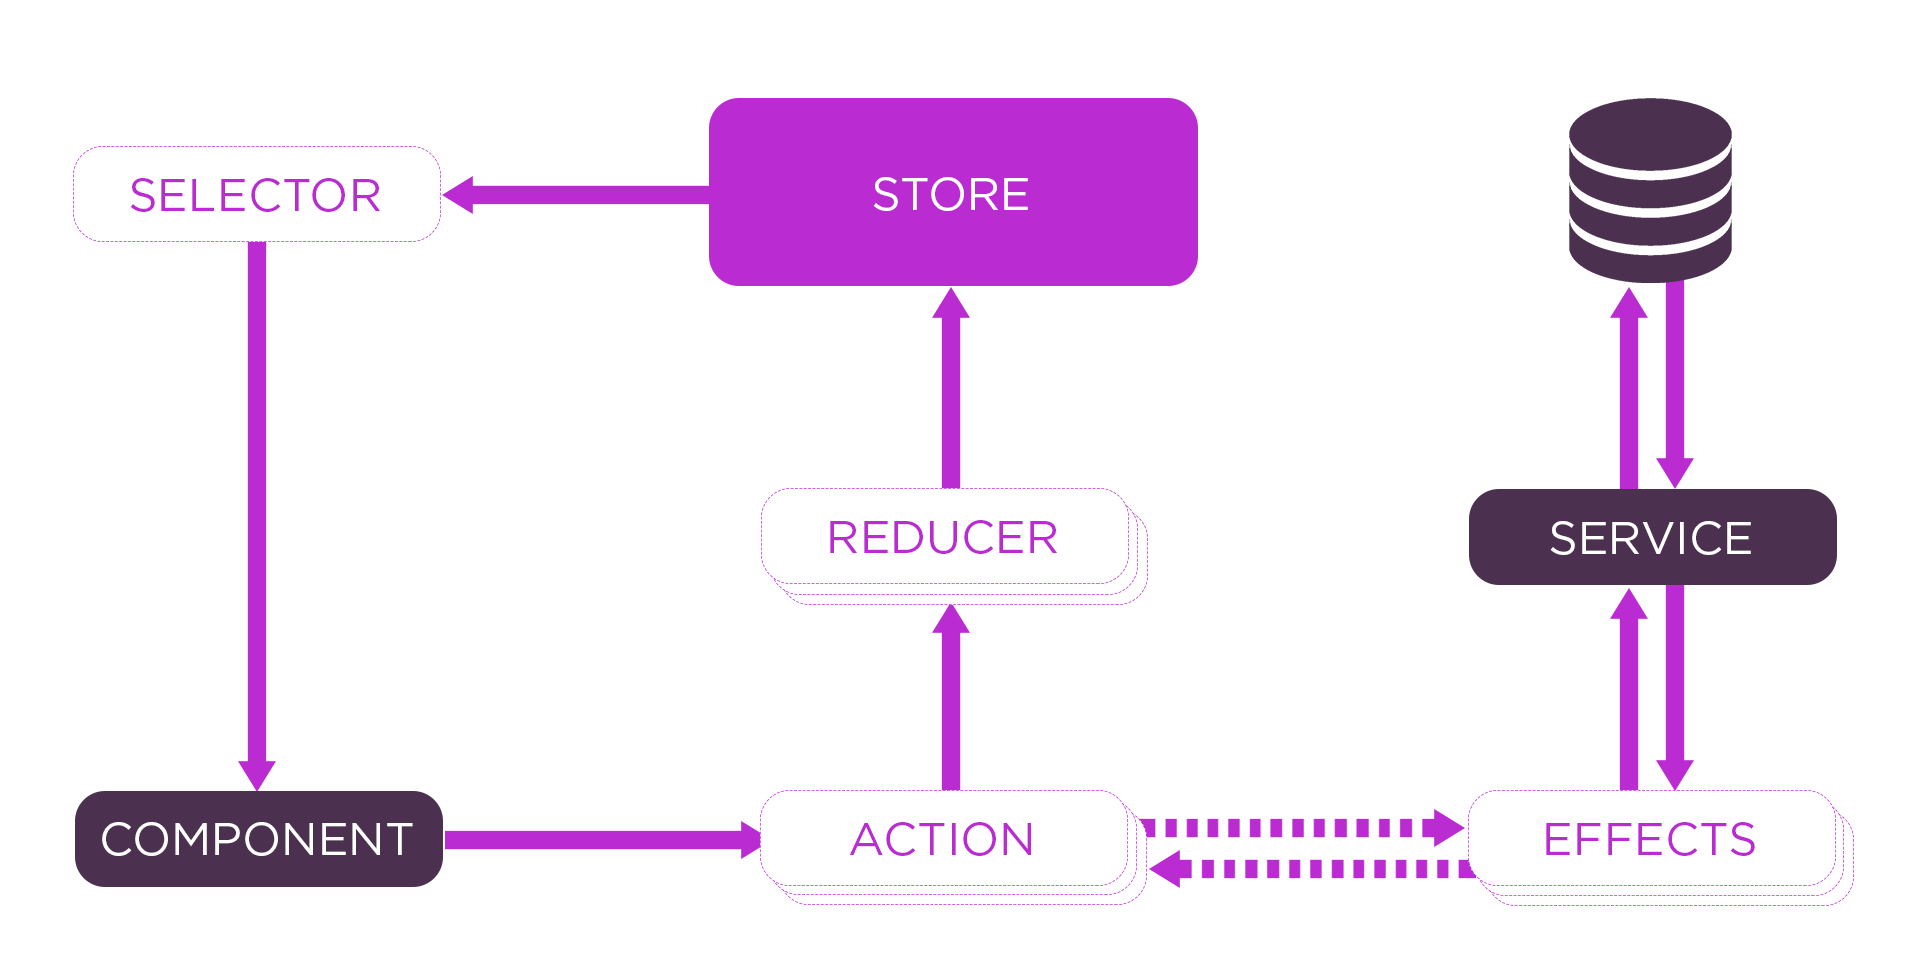 SELECTOR
STORE
REDUCER
SERVICE
COMPONENT
ACTION
EFFECTS